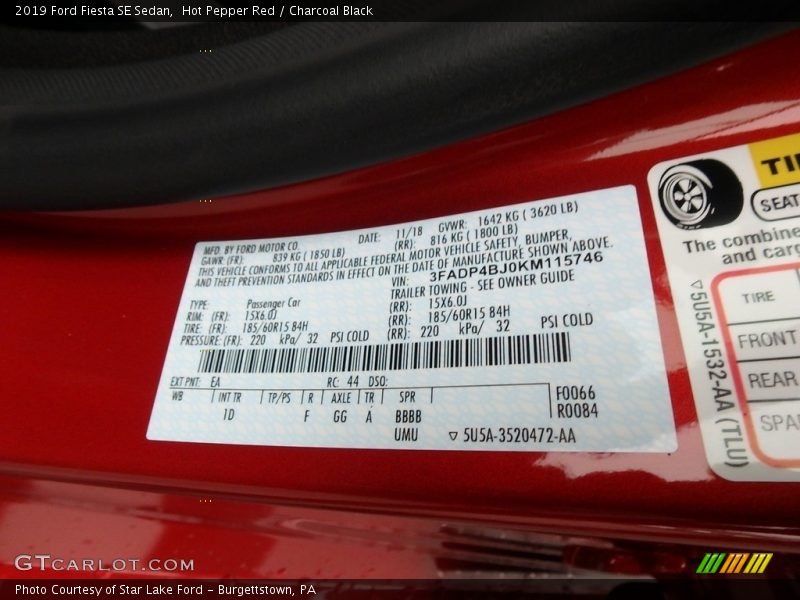 2019 Ford Fiesta SE Sedan, Hot Pepper Red / Charcoal Black
MFD. BY FORD MOTOR CO. DATE: 11/18 GVWR: 1642 KG ( 3620 LB)
GAWR: (FR): 839 KG ( 1850 LB) (RR): 816 KG ( 1800 LB)
THIS VEHICLE CONFORMS TO ALL APPLICABLE FEDERAL MOTOR VEHICLE SAFETY, BUMPER,
AND THEFT PREVENTION STANDARDS IN EFFECT ON THE DATE OF MANUFACTURE SHOWN ABOVE.
VIN: 3FADP4BJ0KM115746
TYPE: Passenger Car TRAILER TOWING - SEE OWNER GUIDE
RIM: (FR): 15X6.0J (RR): 15X6.0J
TIRE: (FR): 185/60R15 84H (RR): 185/60R15 84H
PRESSURE: (FR): 220 kPa/ 32 PSI COLD (RR): 220 kPa/ 32 PSI COLD
EXT PNT: EA RC: 44 DSO:
WB INT TR TP/PS R AXLE TR SPR F0066
1D F GG A BBBB R0084
UMU ▽ 5U5A-3520472-AA
SEAT
The combine
and carg
TIRE
FRONT
REAR
SPA
▽5U5A-1532-AA (TLU)
GTCARLOT.COM
Photo Courtesy of Star Lake Ford - Burgettstown, PA